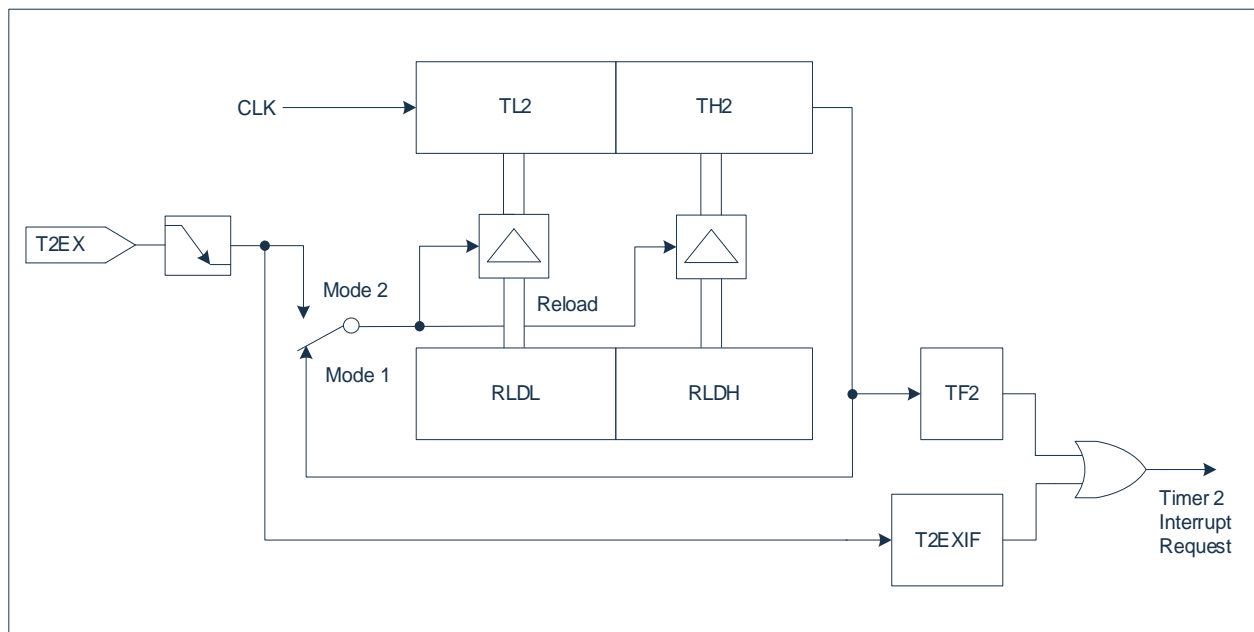 TL2
TH2
CLK
T2EX
Mode 2
Reload
Mode 1
RLDL
RLDH
TF2
T2EXIF
Timer 2
Interrupt
Request